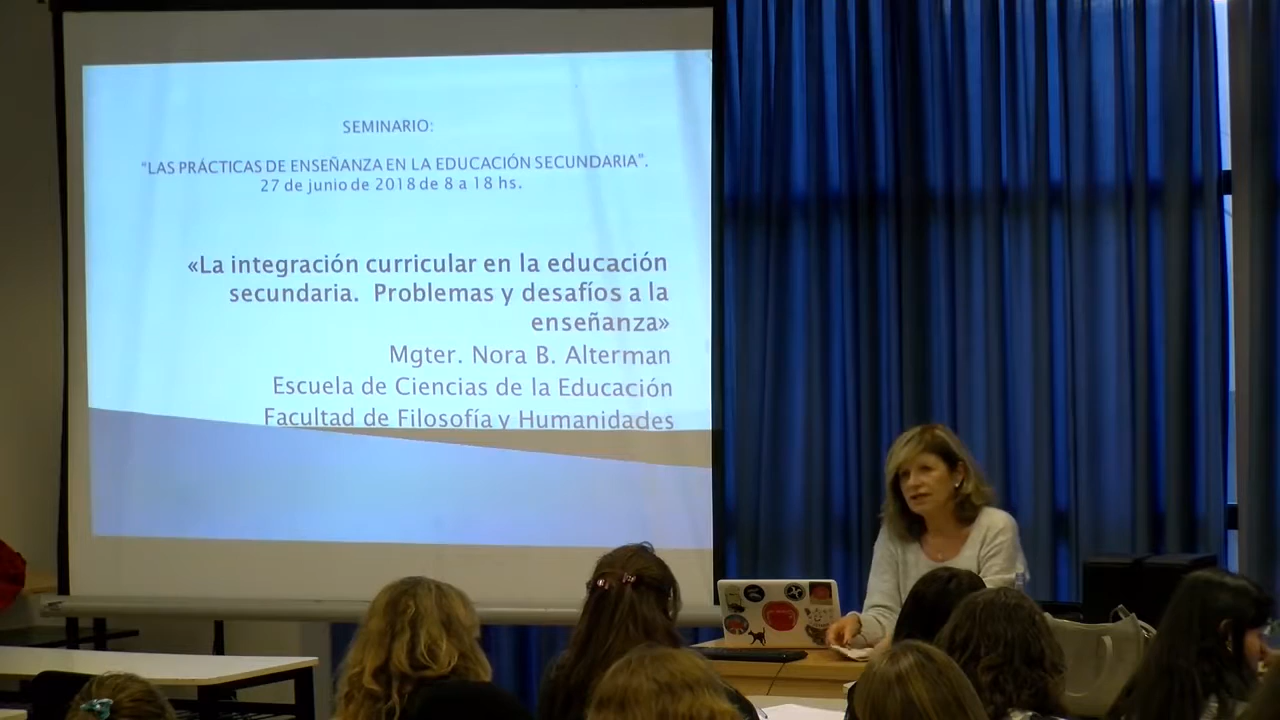 SEMINARIO:
“LAS PRÁCTICAS DE ENSEÑANZA EN LA EDUCACIÓN SECUNDARIA”.
27 de junio de 2018 de 8 a 18 hs.
«La integración curricular en la educación
secundaria. Problemas y desafíos a la
enseñanza»
Mgter. Nora B. Alterman
Escuela de Ciencias de la Educación
Facultad de Filosofía y Humanidades